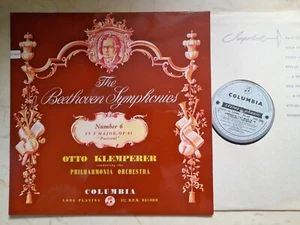 The
Beethoven Symphonies
Number 6
IN F MAJOR, OP. 68
"Pastoral"
OTTO KLEMPERER
conducting the
PHILHARMONIA ORCHESTRA
COLUMBIA
LONG PLAYING 33⅓ R.P.M. RECORD
COLUMBIA